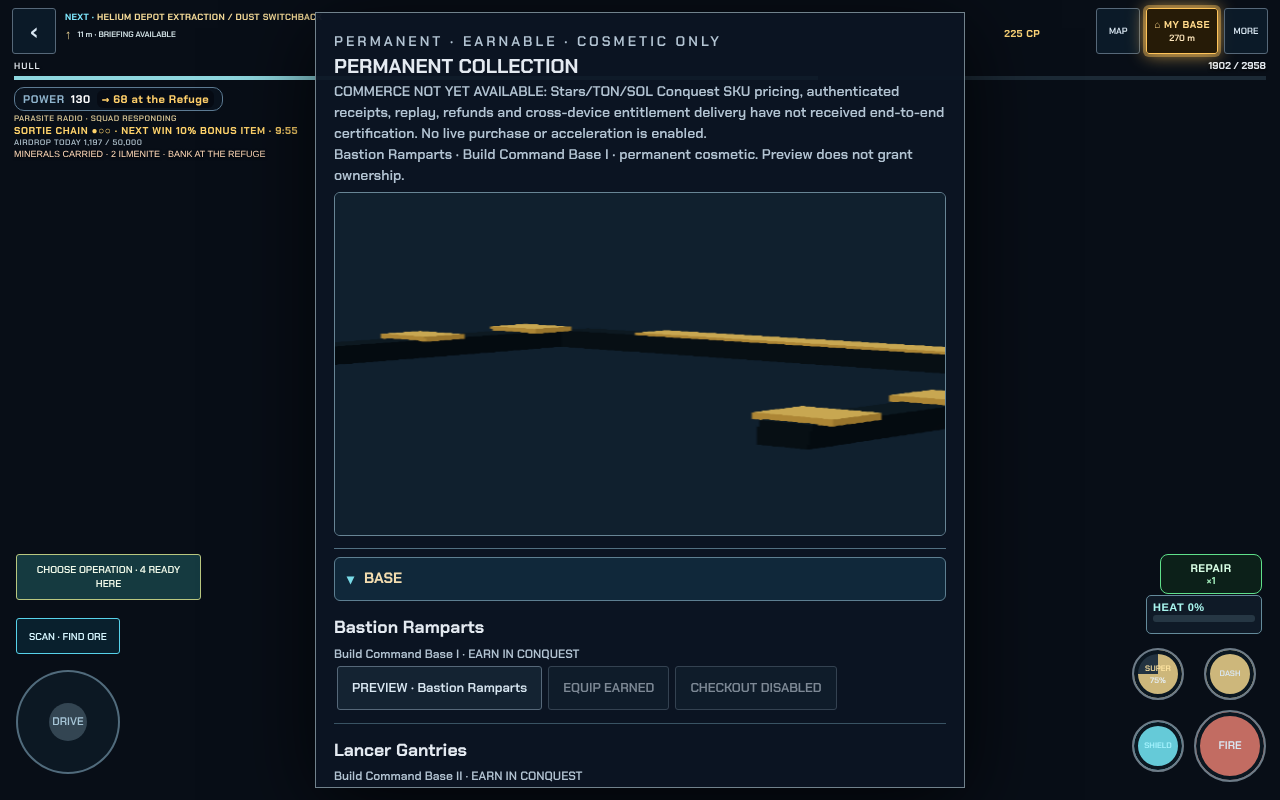 ‹
NEXT · HELIUM DEPOT EXTRACTION / DUST SWITCHBAC
↑ 11 m · BRIEFING AVAILABLE
225 CP
MAP
⌂ MY BASE
270 m
MORE
HULL
1902 / 2958
POWER 130 → 68 at the Refuge
PARASITE RADIO · SQUAD RESPONDING
SORTIE CHAIN ●○○ · NEXT WIN 10% BONUS ITEM · 9:55
AIRDROP TODAY 1,197 / 50,000
MINERALS CARRIED · 2 ILMENITE · BANK AT THE REFUGE
PERMANENT · EARNABLE · COSMETIC ONLY
PERMANENT COLLECTION
COMMERCE NOT YET AVAILABLE: Stars/TON/SOL Conquest SKU pricing, authenticated
receipts, replay, refunds and cross-device entitlement delivery have not received end-to-end
certification. No live purchase or acceleration is enabled.
Bastion Ramparts · Build Command Base I · permanent cosmetic. Preview does not grant
ownership.
▼ BASE
Bastion Ramparts
Build Command Base I · EARN IN CONQUEST
PREVIEW · Bastion Ramparts
EQUIP EARNED
CHECKOUT DISABLED
Lancer Gantries
Build Command Base II · EARN IN CONQUEST
CHOOSE OPERATION · 4 READY
HERE
SCAN · FIND ORE
DRIVE
REPAIR
×1
HEAT 0%
SUPER
75%
DASH
SHIELD
FIRE